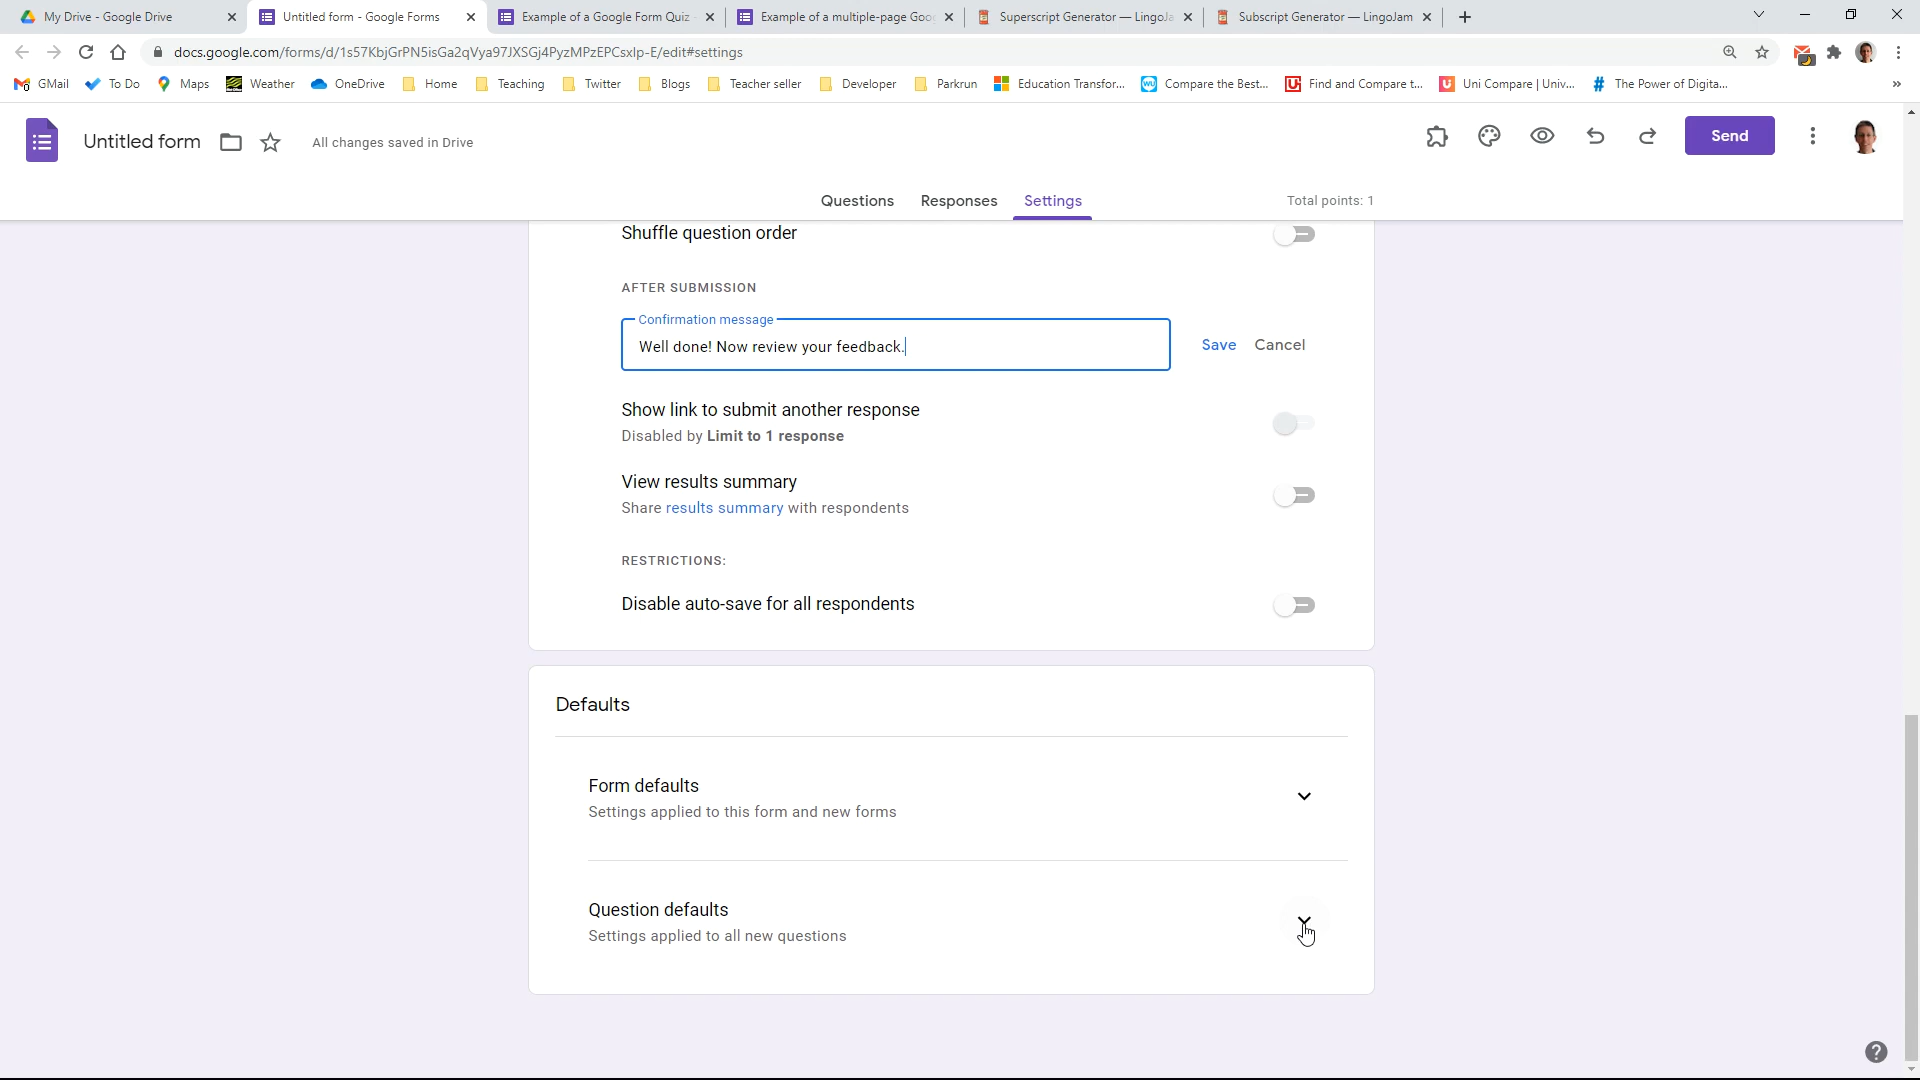 My Drive - Google Drive
Untitled form - Google Forms
Example of a Google Form Quiz
Example of a multiple-page Goo
Superscript Generator — LingoJa
Subscript Generator — LingoJam
docs.google.com/forms/d/1s57KbjGrPN5isGa2qVya97JXSGj4PyzMPzEPCsxlp-E/edit#settings
GMail
To Do
Maps
Weather
OneDrive
Home
Teaching
Twitter
Blogs
Teacher seller
Developer
Parkrun
Education Transfor...
Compare the Best...
Find and Compare t...
Uni Compare | Univ...
The Power of Digita...
»
Untitled form
All changes saved in Drive
Send
Questions
Responses
Settings
Total points: 1
Shuffle question order
AFTER SUBMISSION
Confirmation message
Well done! Now review your feedback.
Save
Cancel
Show link to submit another response
Disabled by Limit to 1 response
View results summary
Share results summary with respondents
RESTRICTIONS:
Disable auto-save for all respondents
Defaults
Form defaults
Settings applied to this form and new forms
Question defaults
Settings applied to all new questions